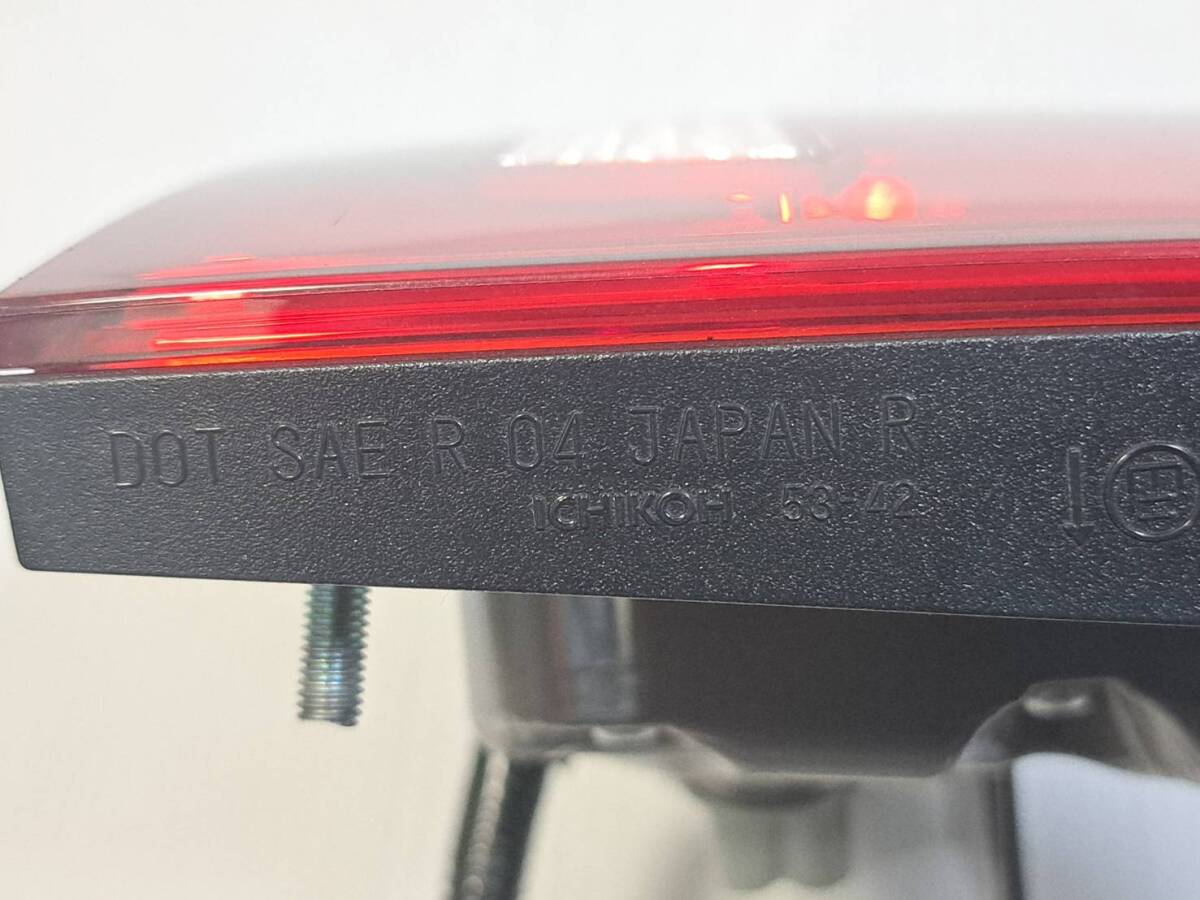 DOT SAE R 04 JAPAN R
ICHIKOH 53-42